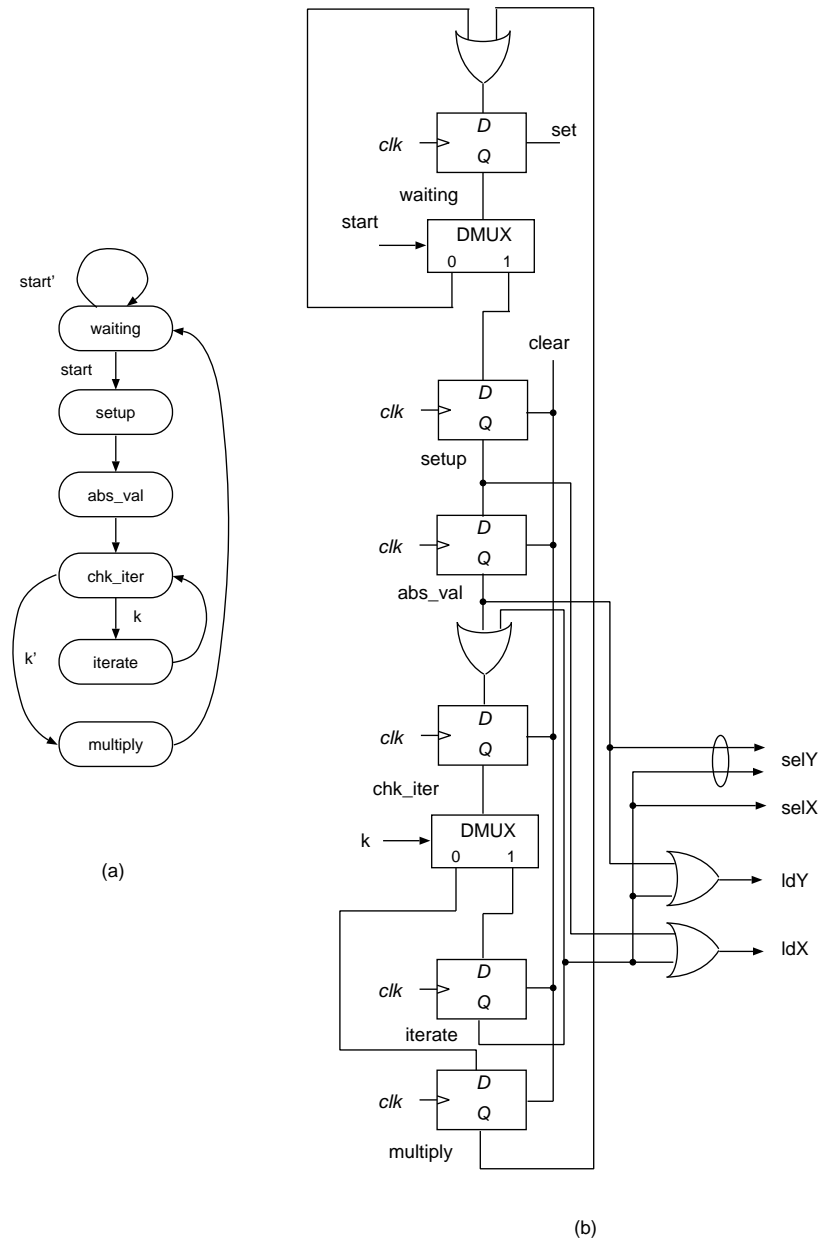 start'
waiting
start
setup
abs_val
chk_iter
k
k'
iterate
multiply
(a)
D
clk
set
Q
waiting
start
DMUX
0 1
clear
D
clk
Q
setup
D
clk
Q
abs_val
D
clk
Q
chk_iter
k
DMUX
0 1
D
clk
Q
iterate
D
clk
Q
multiply
selY
selX
ldY
ldX
(b)